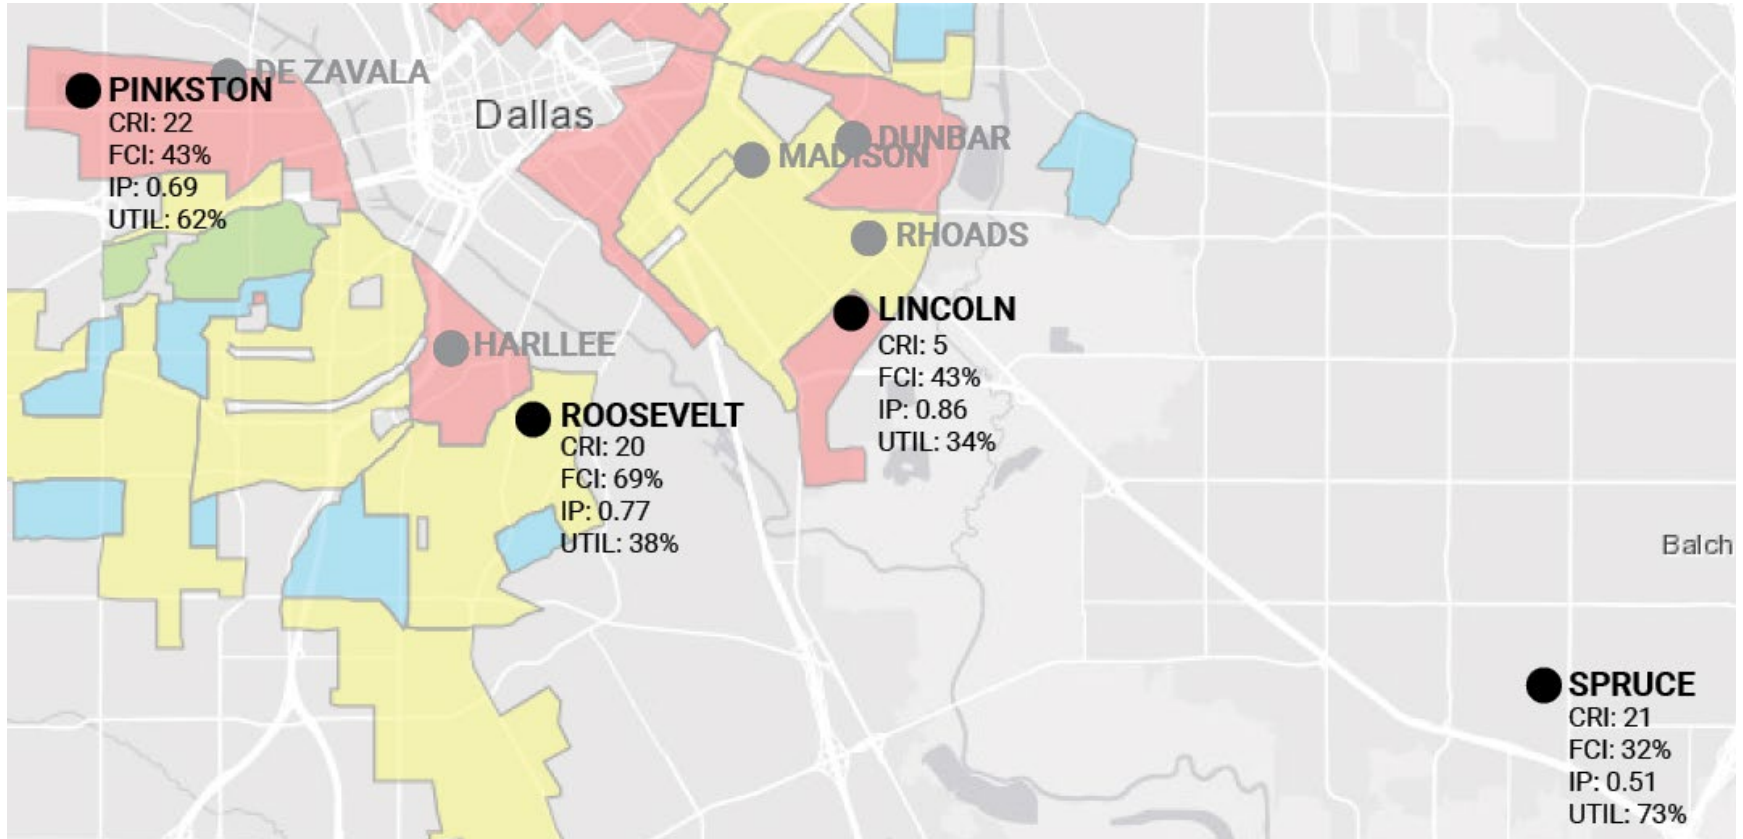 DE ZAVALA
PINKSTON
CRI: 22
FCI: 43%
IP: 0.69
UTIL: 62%
Dallas
DUNBAR
MADISON
RHOADS
LINCOLN
CRI: 5
FCI: 43%
IP: 0.86
UTIL: 34%
HARLLEE
ROOSEVELT
CRI: 20
FCI: 69%
IP: 0.77
UTIL: 38%
Balch
SPRUCE
CRI: 21
FCI: 32%
IP: 0.51
UTIL: 73%